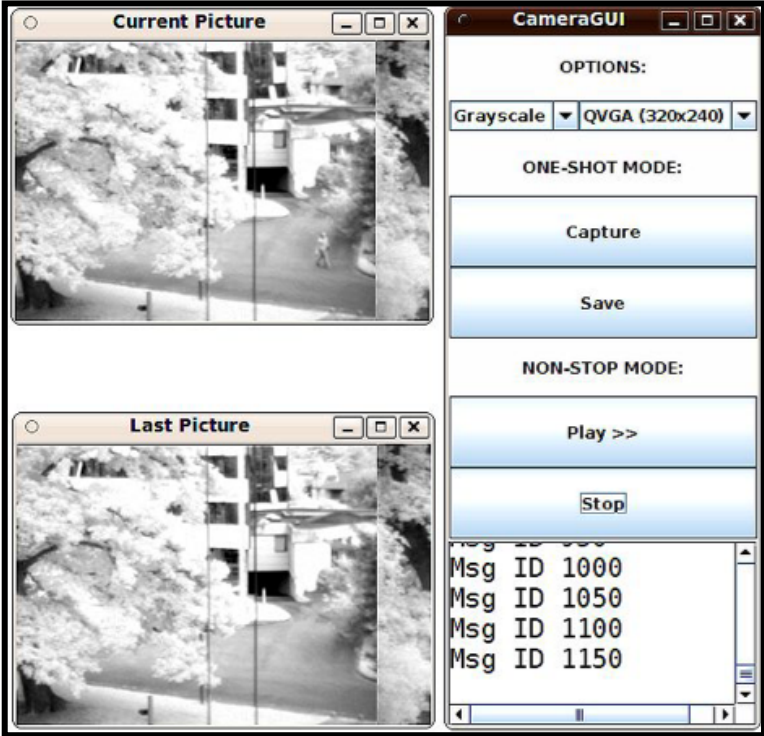 Current Picture
CameraGUI
OPTIONS:
Grayscale QVGA (320x240)
ONE-SHOT MODE:
Capture
Save
NON-STOP MODE:
Last Picture
Play >>
Stop
Msg ID 1000
Msg ID 1050
Msg ID 1100
Msg ID 1150